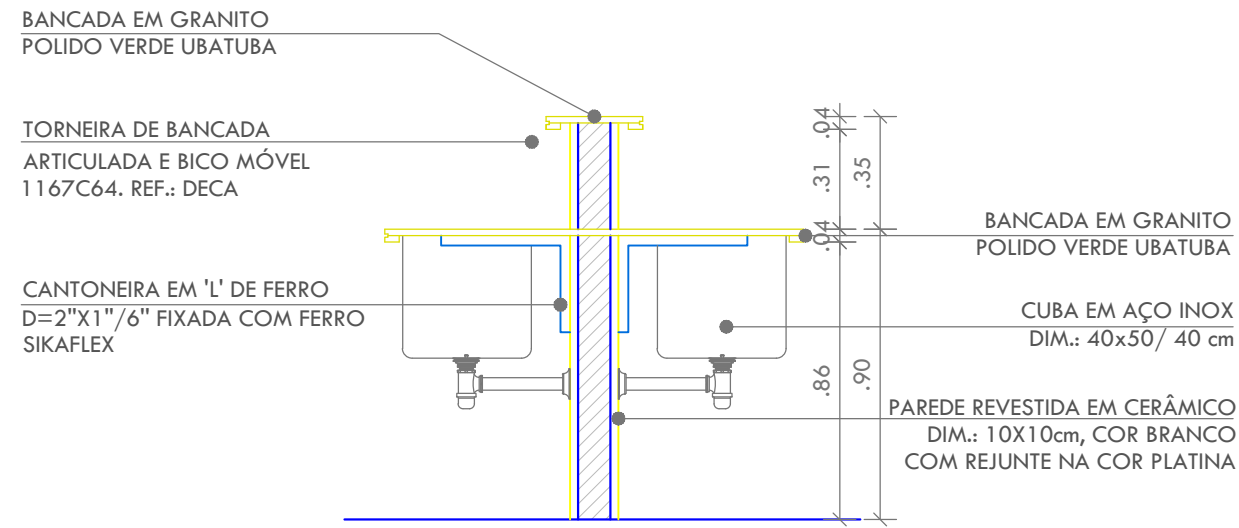 BANCADA EM GRANITO
POLIDO VERDE UBATUBA
TORNEIRA DE BANCADA
ARTICULADA E BICO MÓVEL
1167C64. REF.: DECA
CANTONEIRA EM 'L' DE FERRO
D=2"X1"/6" FIXADA COM FERRO
SIKAFLEX
.04
.31
.35
.04
.86
.90
BANCADA EM GRANITO
POLIDO VERDE UBATUBA
CUBA EM AÇO INOX
DIM.: 40x50/ 40 cm
PAREDE REVESTIDA EM CERÂMICO
DIM.: 10X10cm, COR BRANCO
COM REJUNTE NA COR PLATINA